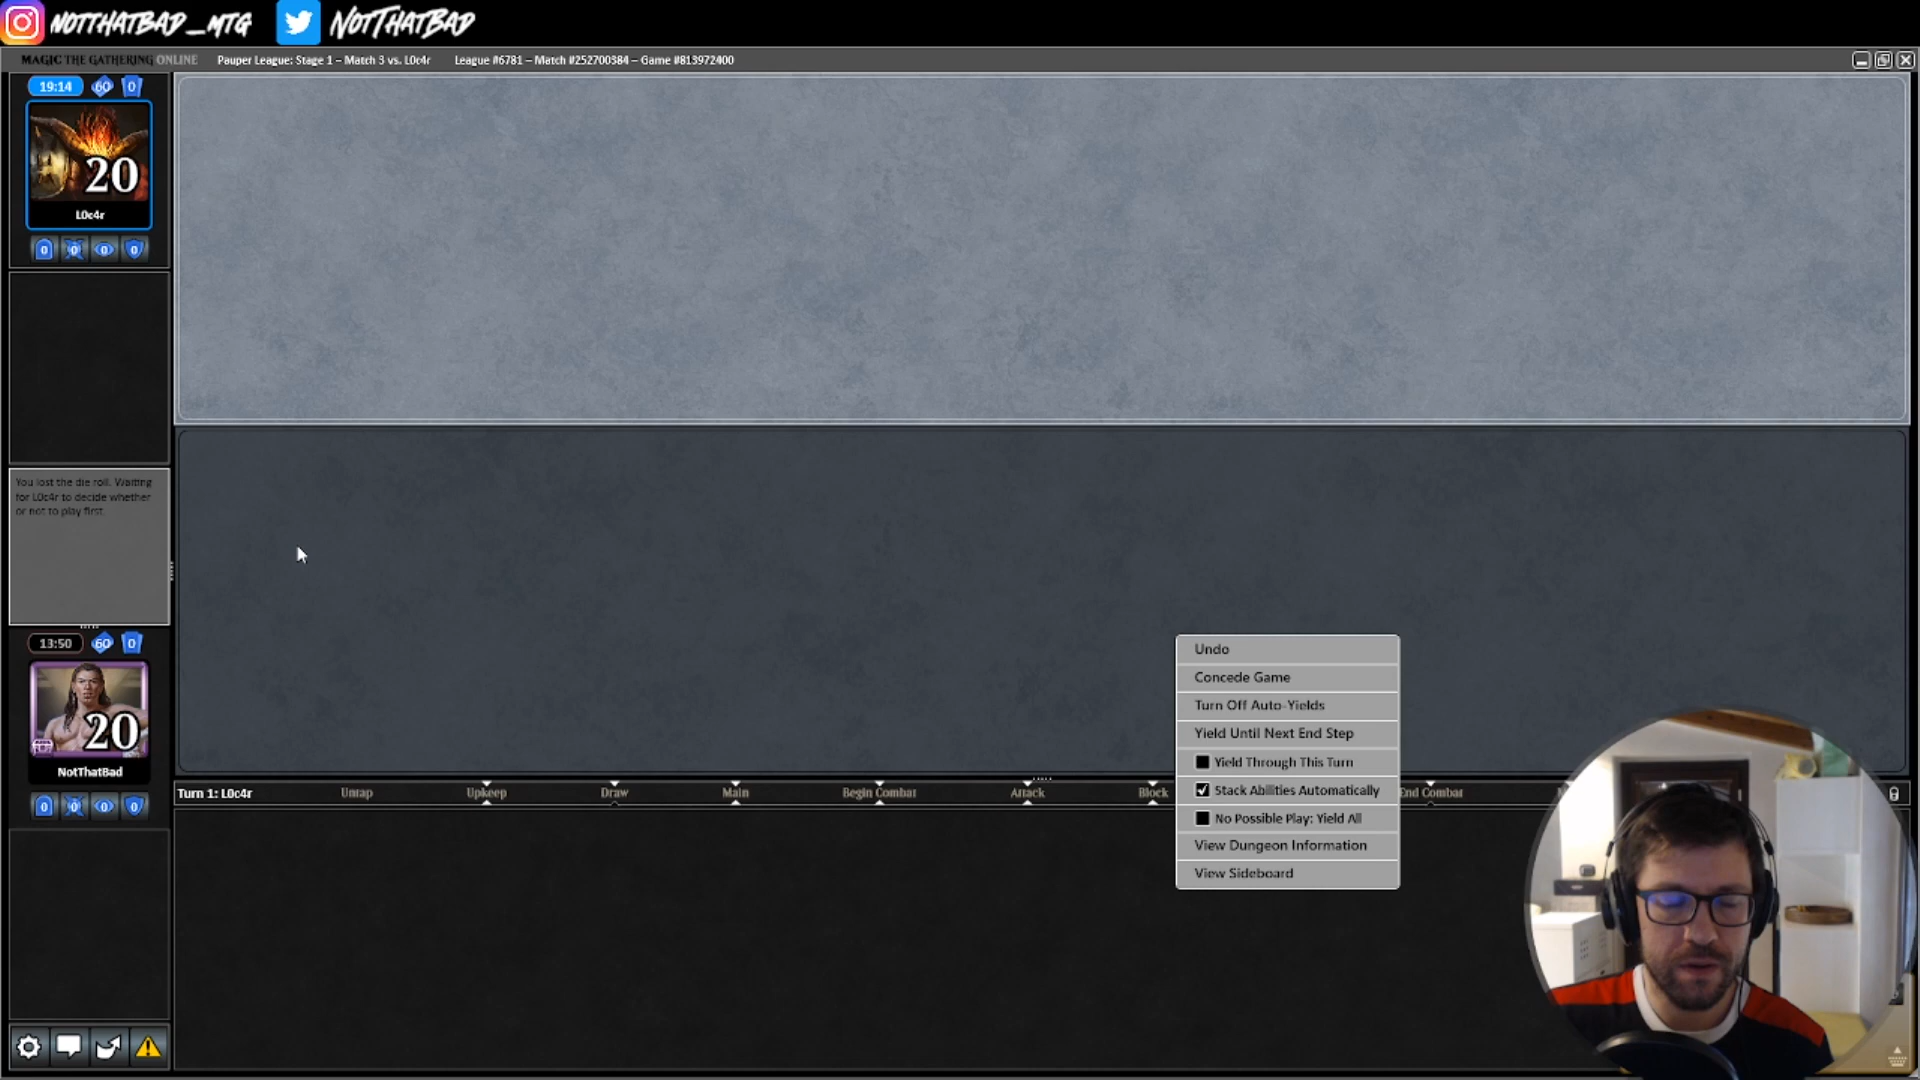 NOTTHATBAD_MTG
NOTTHATBAD
MAGIC THE GATHERING ONLINE
Pauper League: Stage 1 – Match 3 vs. L0c4r
League #6781 – Match #252700384 – Game #813972400
19:14
60
0
20
L0c4r
0
0
0
0
You lost the die roll. Waiting
for L0c4r to decide whether
or not to play first.
13:50
60
0
20
NotThatBad
0
0
0
0
Turn 1: L0c4r
Untap
Upkeep
Draw
Main
Begin Combat
Attack
Block
End Combat
Undo
Concede Game
Turn Off Auto-Yields
Yield Until Next End Step
Yield Through This Turn
Stack Abilities Automatically
No Possible Play: Yield All
View Dungeon Information
View Sideboard